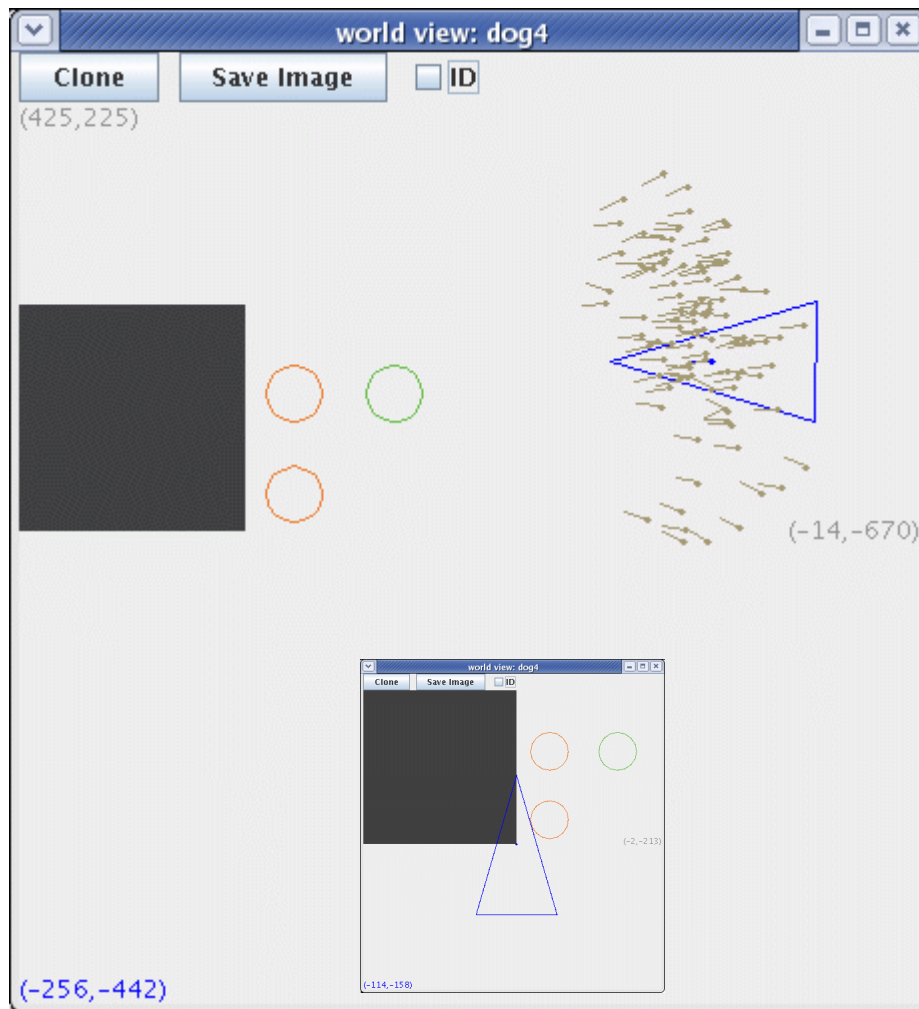 world view: dog4
Clone Save Image ID
(425,225)
(-14,-670)
world view: dog4
Clone Save Image ID
(-2,-213)
(-114,-158)
(-256,-442)